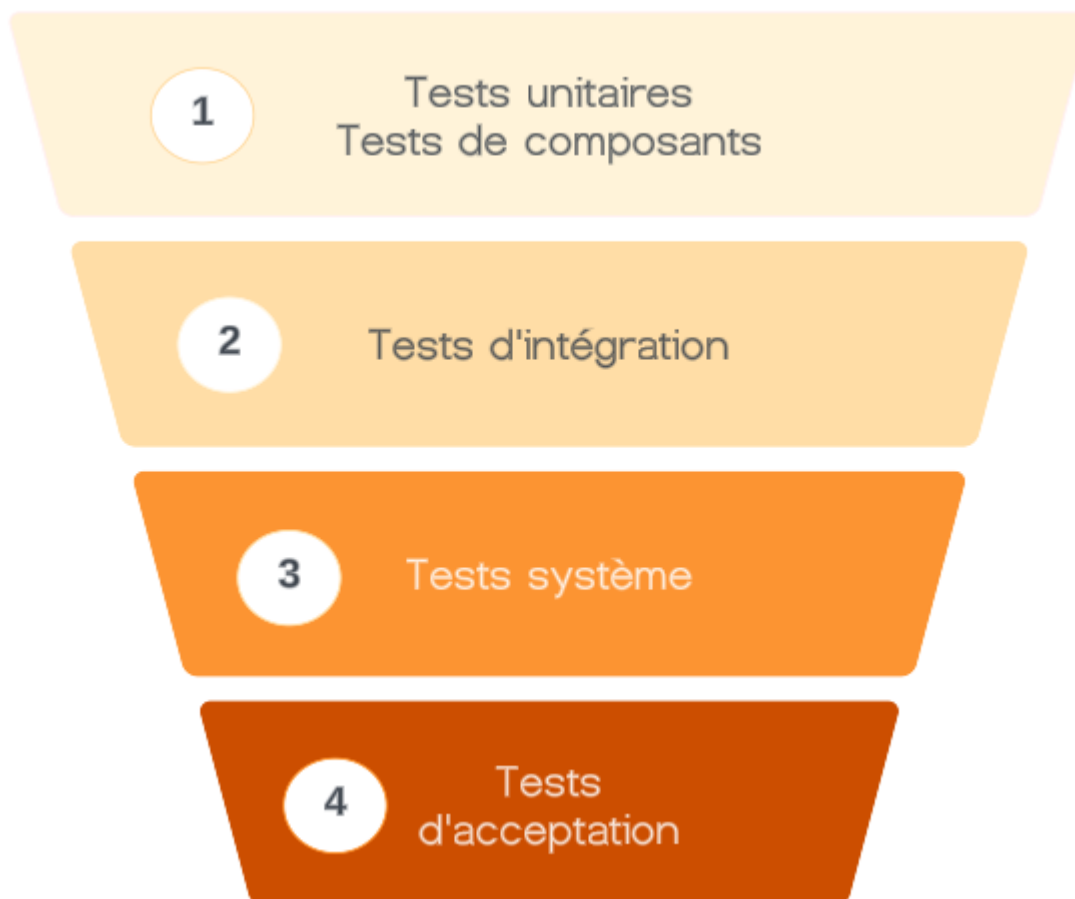 1
Tests unitaires
Tests de composants
2
Tests d'intégration
3
Tests système
4
Tests
d'acceptation